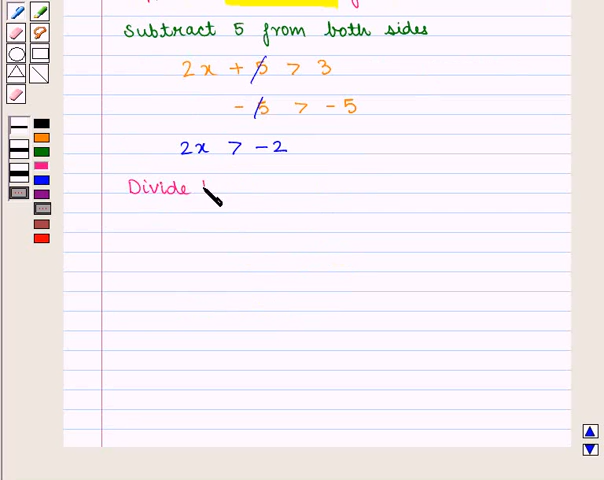 Subtract 5 from both sides
2x + 5 > 3
- 5 > - 5
2x > -2
Divide